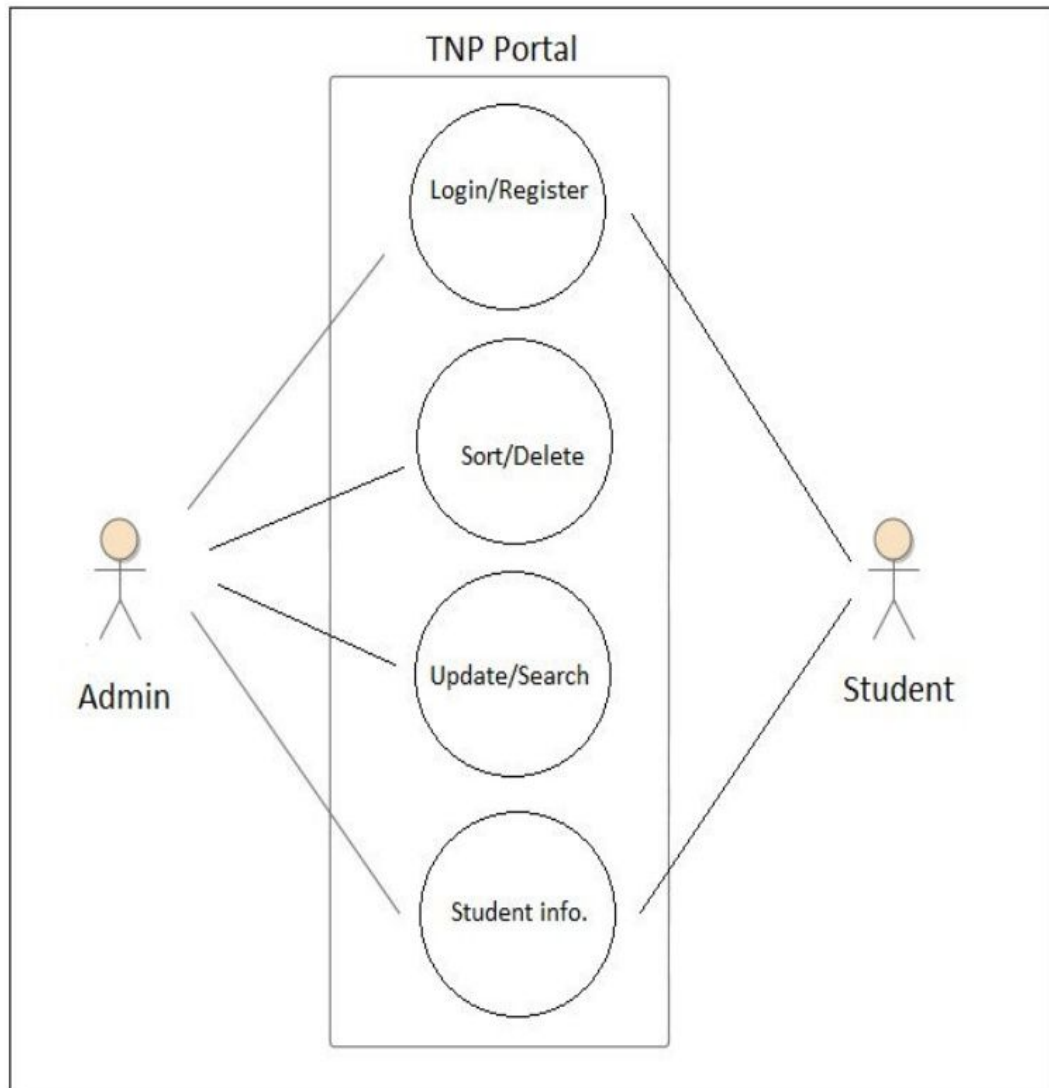 TNP Portal
Login/Register
Sort/Delete
Update/Search
Student info.
Admin
Student